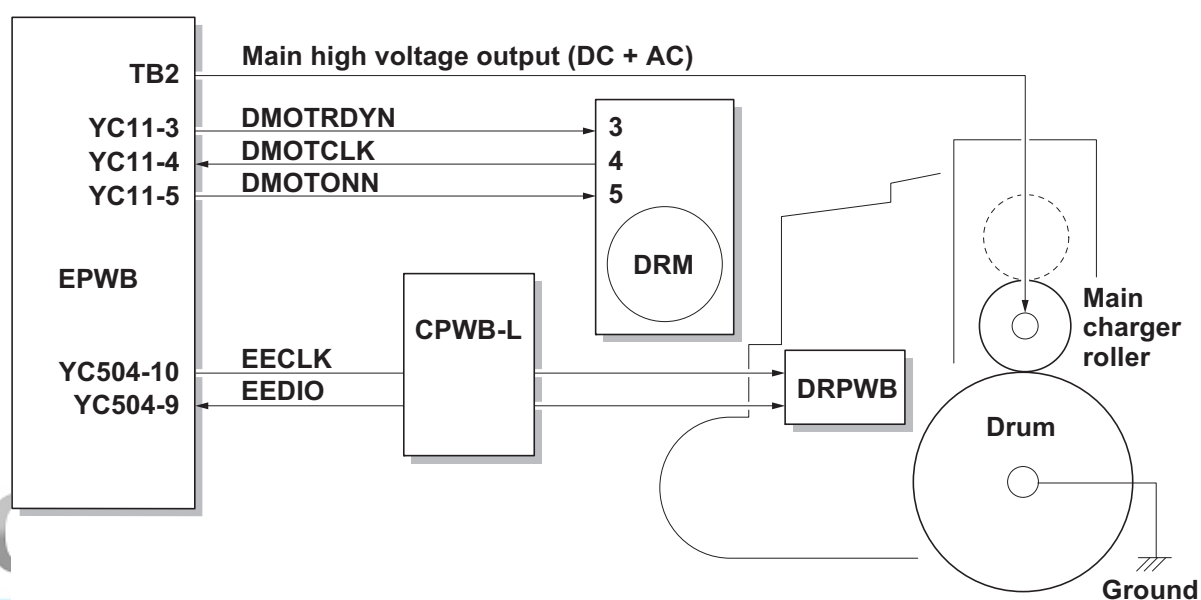 TB2
Main high voltage output (DC + AC)
YC11-3
DMOTRDYN
3
YC11-4
DMOTCLK
4
YC11-5
DMOTONN
5
EPWB
DRM
CPWB-L
Main
charger
roller
YC504-10
EECLK
YC504-9
EEDIO
DRPWB
Drum
Ground